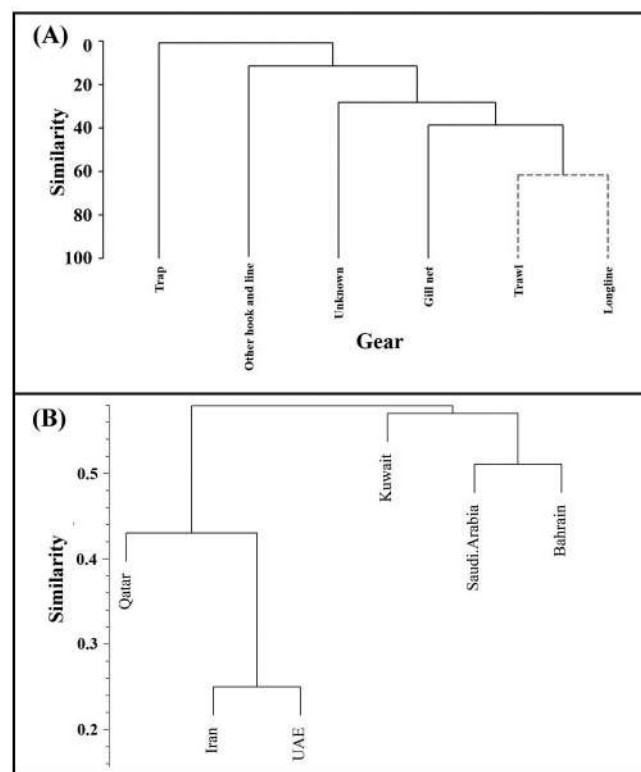 (A)
Similarity
0
20
40
60
80
100
Trap
Other hook and line
Unknown
Gill net
Trawl
Longline
Gear
(B)
Similarity
0.5
0.4
0.3
0.2
Qatar
Iran
UAE
Kuwait
Saudi.Arabia
Bahrain